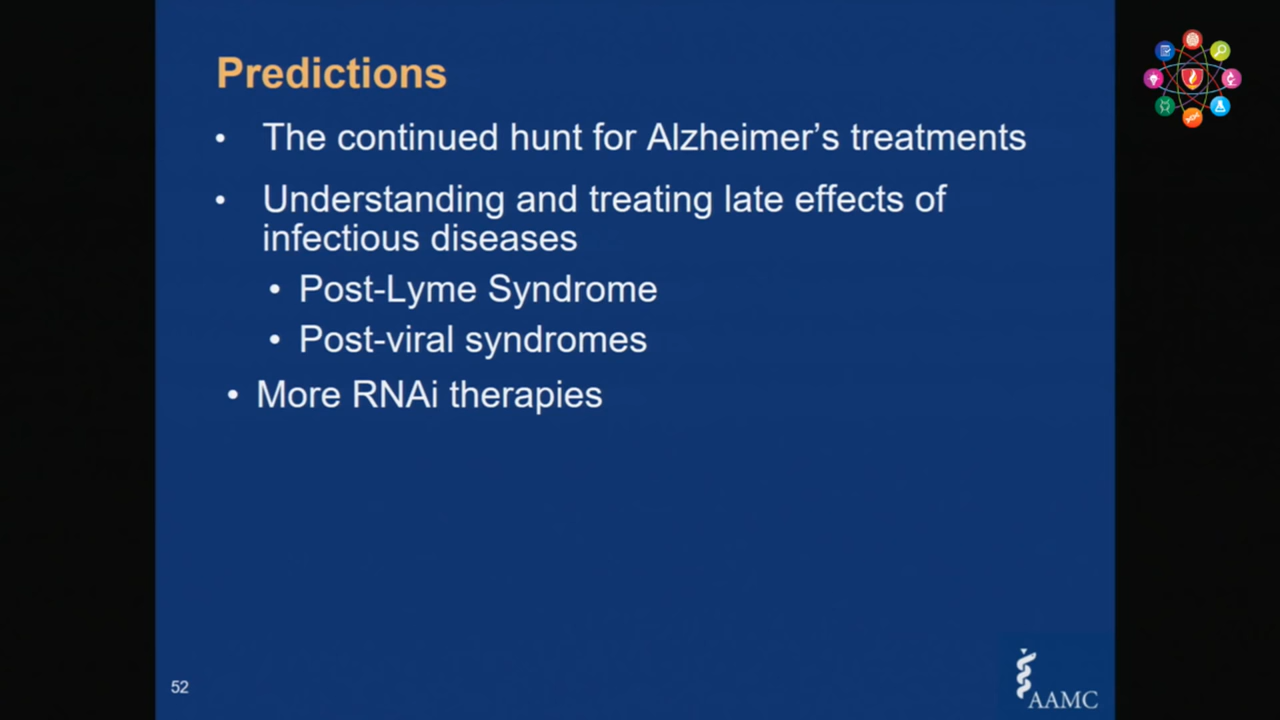 Predictions
• The continued hunt for Alzheimer's treatments
• Understanding and treating late effects of
infectious diseases
• Post-Lyme Syndrome
• Post-viral syndromes
• More RNAi therapies
52
AAMC